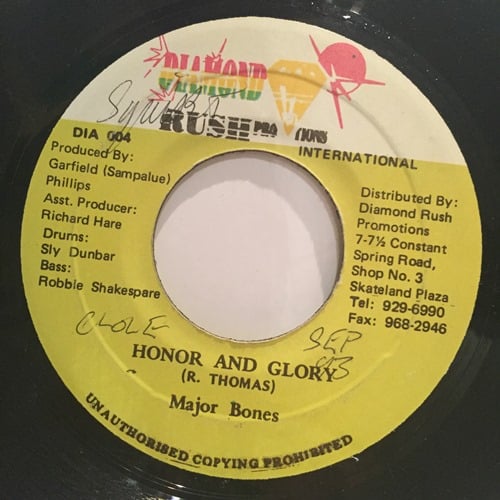 DIAMOND
RUSH
INTERNATIONAL
DIA 004
Produced By:
Garfield (Sampalue)
Phillips
Asst. Producer:
Richard Hare
Drums:
Sly Dunbar
Bass:
Robbie Shakespare
Distributed By:
Diamond Rush
Promotions
7-7½ Constant
Spring Road,
Shop No. 3
Skateland Plaza
Tel: 929-6990
Fax: 968-2946
SEP
93
HONOR AND GLORY
(R. THOMAS)
Major Bones
UNAUTHORISED COPYING PROHIBITED